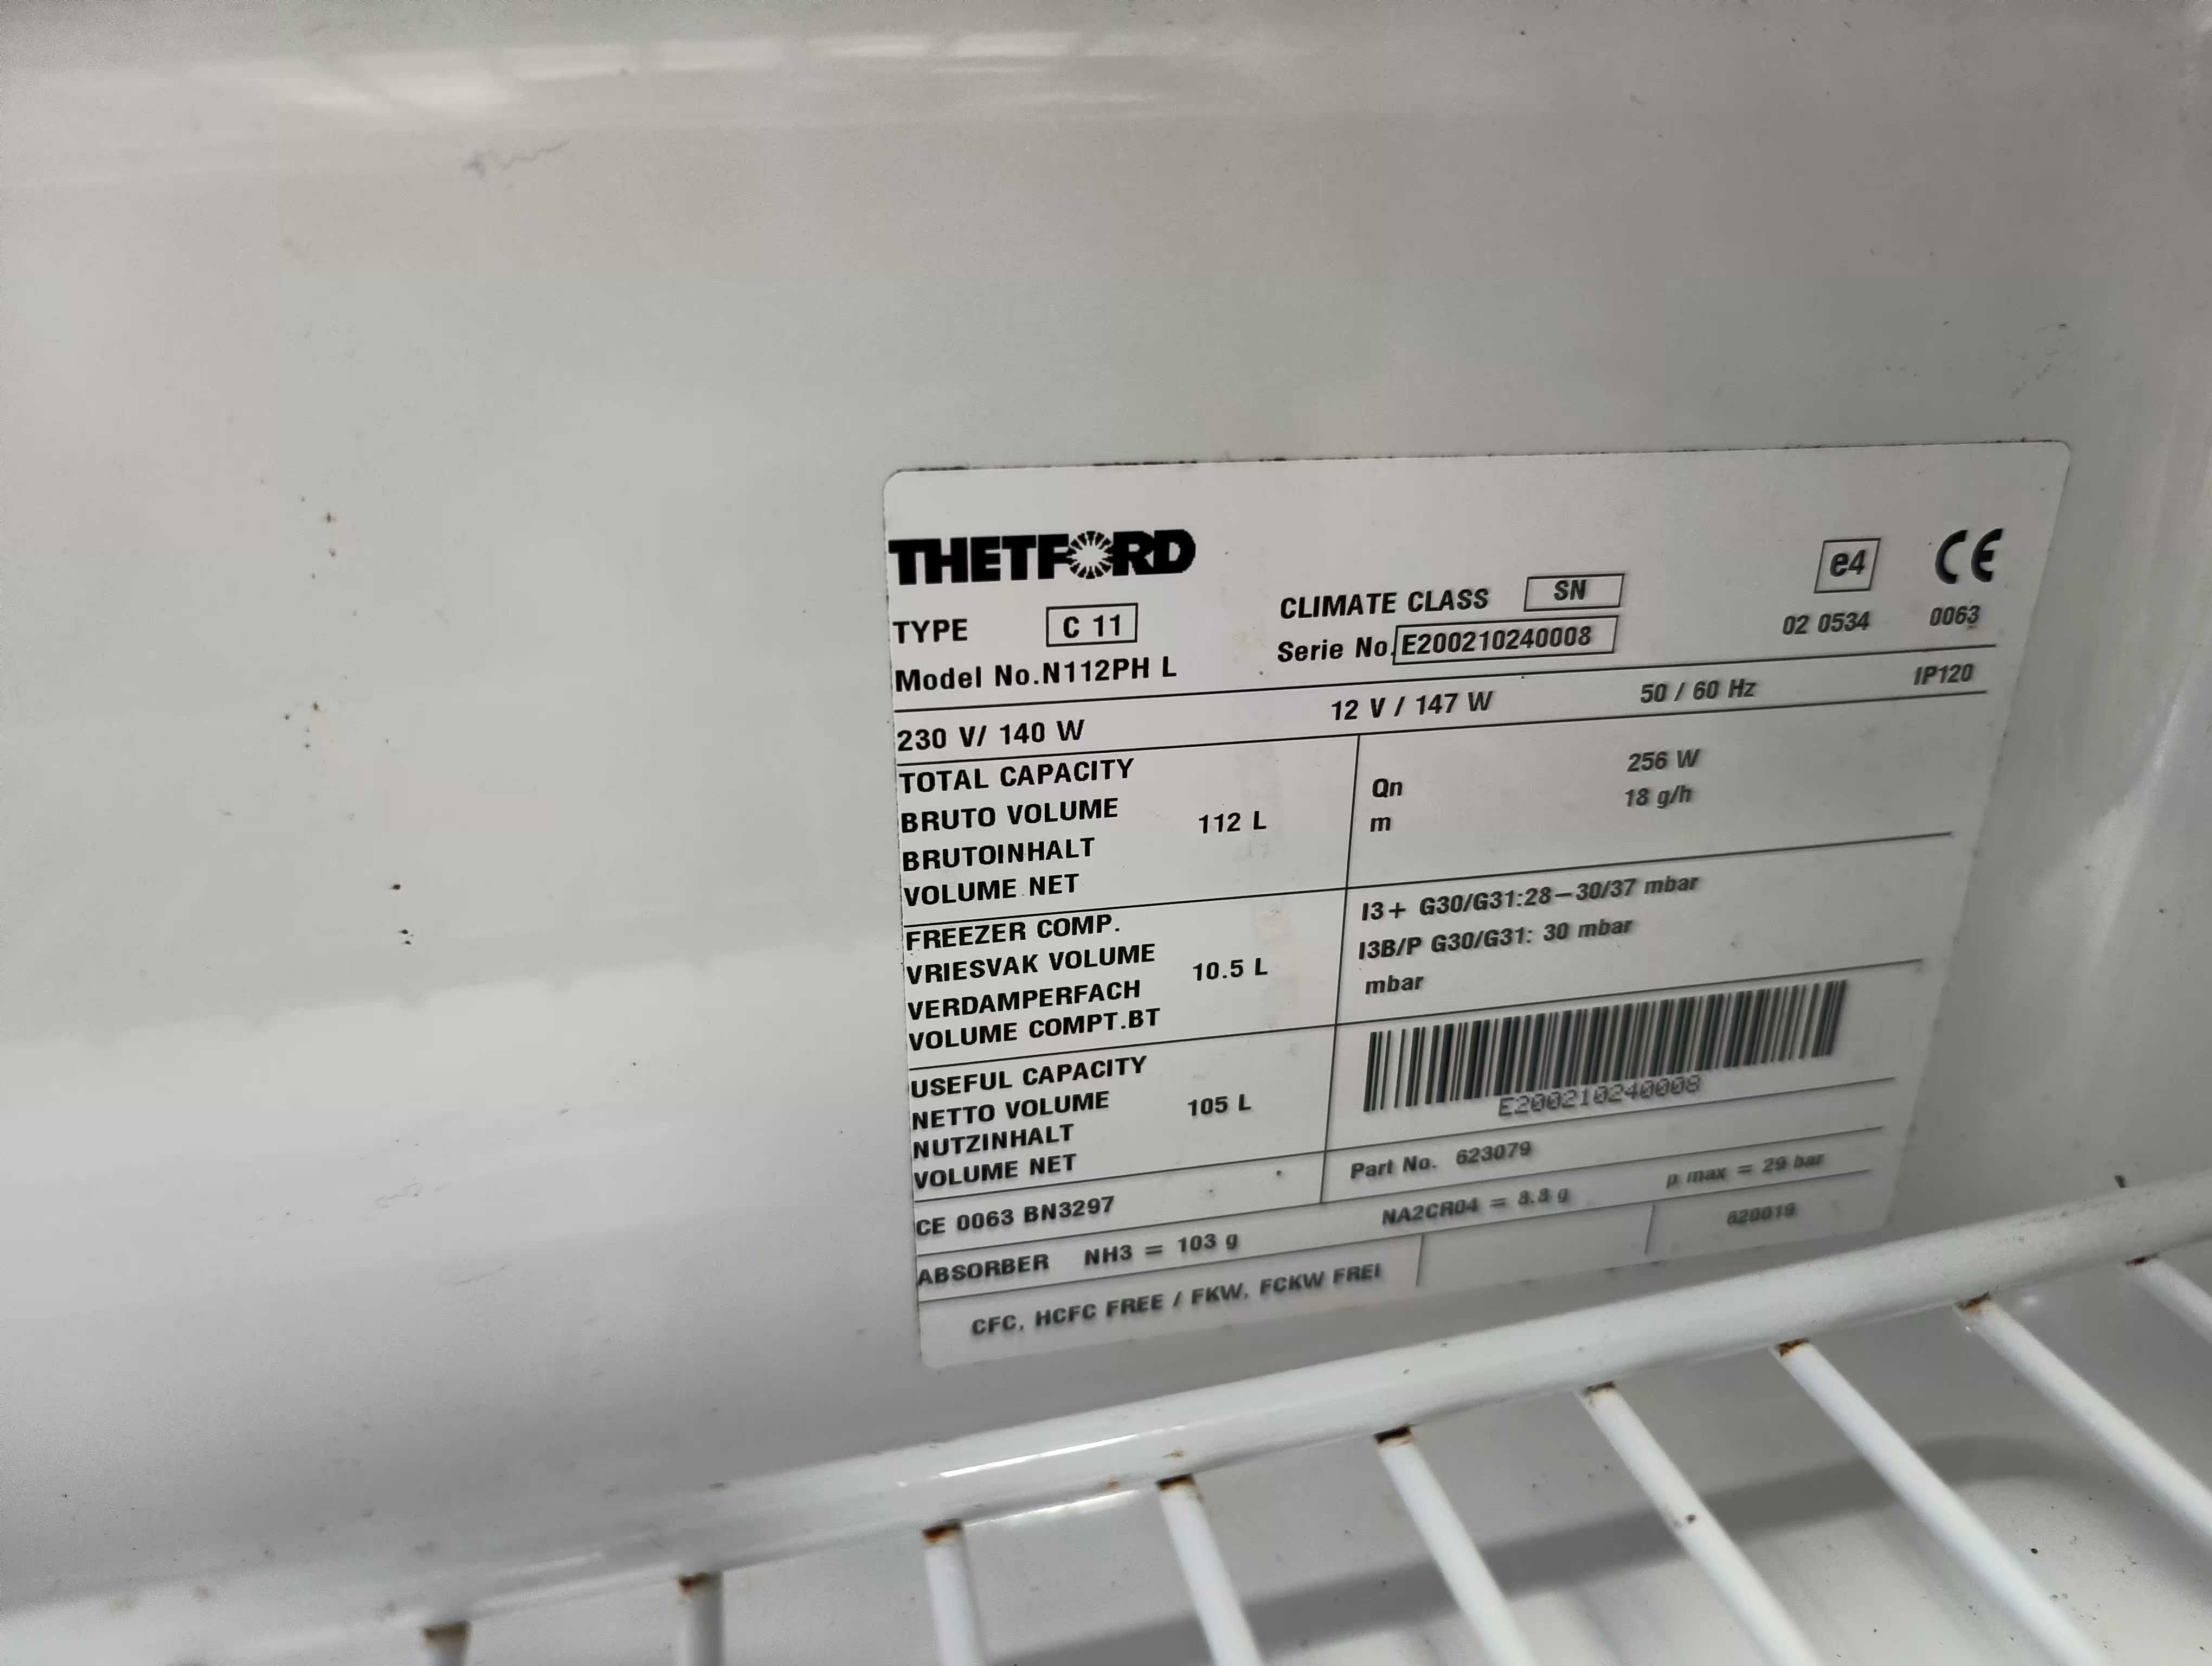 THETFORD
TYPE C 11 CLIMATE CLASS SN e4 CE
Model No.N112PH L Serie No.E200210240008 02 0534 0063
230 V/ 140 W 12 V / 147 W 50 / 60 Hz IP120
TOTAL CAPACITY
BRUTO VOLUME
BRUTOINHALT
VOLUME NET
112 L
Qn 256 W
m 18 g/h
FREEZER COMP.
VRIESVAK VOLUME
VERDAMPERFACH
VOLUME COMPT.BT
10.5 L
I3+ G30/G31:28–30/37 mbar
I3B/P G30/G31: 30 mbar
mbar
USEFUL CAPACITY
NETTO VOLUME
NUTZINHALT
VOLUME NET
105 L
E200210240008
CE 0063 BN3297 Part No. 623079
ABSORBER NH3 = 103 g NA2CR04 = 8.8 g p max = 29 bar
CFC, HCFC FREE / FKW, FCKW FREI